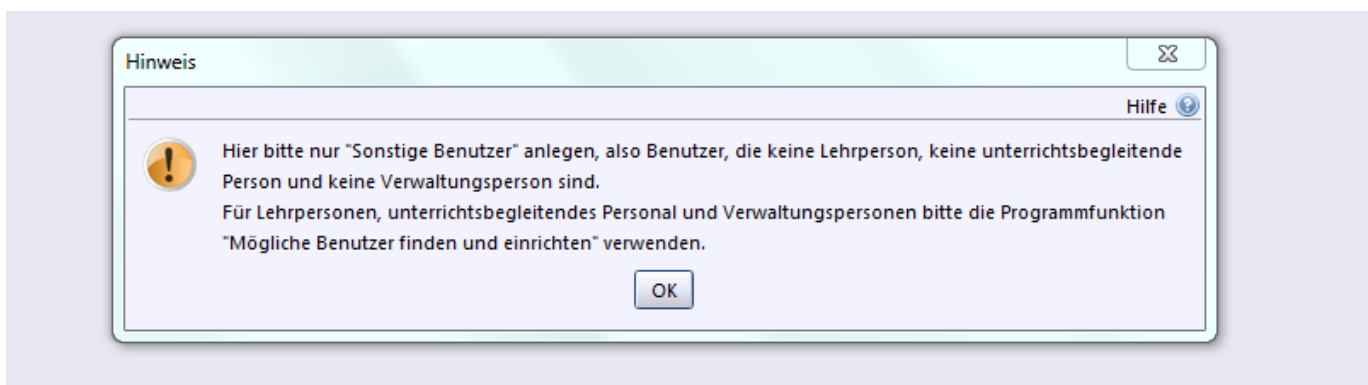 Hinweis
Hilfe
Hier bitte nur "Sonstige Benutzer" anlegen, also Benutzer, die keine Lehrperson, keine unterrichtsbegleitende
Person und keine Verwaltungsperson sind.
Für Lehrpersonen, unterrichtsbegleitendes Personal und Verwaltungspersonen bitte die Programmfunktion
"Mögliche Benutzer finden und einrichten" verwenden.
OK